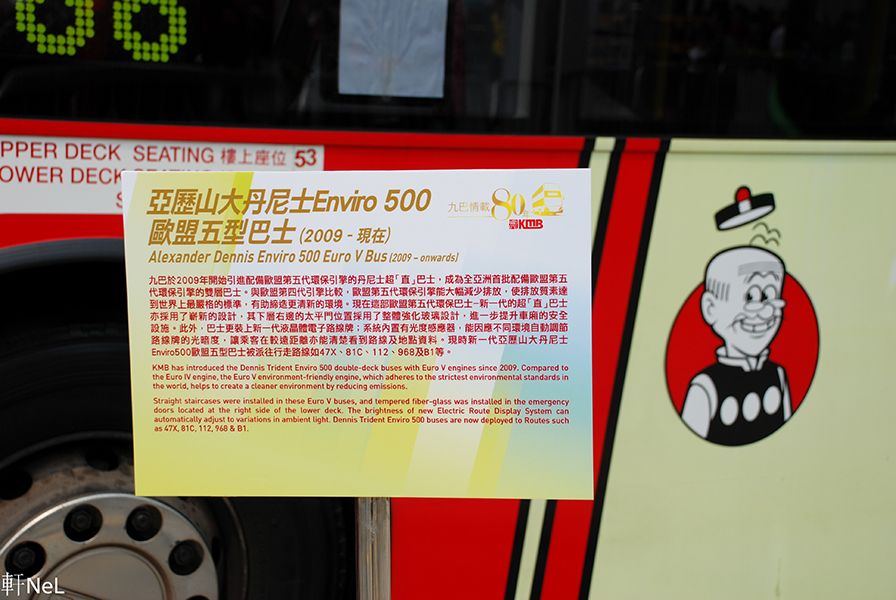 00
UPPER DECK SEATING 樓上座位 53
LOWER DECK
亞歷山大丹尼士Enviro 500
歐盟五型巴士 (2009 - 現在)
Alexander Dennis Enviro 500 Euro V Bus (2009 – onwards)
九巴情載80年
KMB
九巴於2009年開始引進配備歐盟第五代環保引擎的丹尼士超「直」巴士，成為全亞洲首批配備歐盟第五
代環保引擎的雙層巴士。與歐盟第四代引擎比較，歐盟第五代環保引擎能大幅減少排放，使排放質素達
到世界上最嚴格的標準，有助締造更清新的環境。現在這部歐盟第五代環保巴士–新一代的超「直」巴士
亦採用了嶄新的設計，其下層右邊的太平門位置採用了整體強化玻璃設計，進一步提升車廂的安全
設施。此外，巴士更裝上新一代液晶體電子路線牌；系統內置有光度感應器，能因應不同環境自動調節
路線牌的光暗度，讓乘客在較遠距離亦能清楚看到路線及地點資料。現時新一代亞歷山大丹尼士
Enviro500歐盟五型巴士被派往行走路線如47X、81C、112、968及B1等。
KMB has introduced the Dennis Trident Enviro 500 double-deck buses with Euro V engines since 2009. Compared to
the Euro IV engine, the Euro V environment-friendly engine, which adheres to the strictest environmental standards in
the world, helps to create a cleaner environment by reducing emissions.
Straight staircases were installed in these Euro V buses, and tempered fiber-glass was installed in the emergency
doors located at the right side of the lower deck. The brightness of new Electric Route Display System can
automatically adjust to variations in ambient light. Dennis Trident Enviro 500 buses are now deployed to Routes such
as 47X, 81C, 112, 968 & B1.
軒NeL